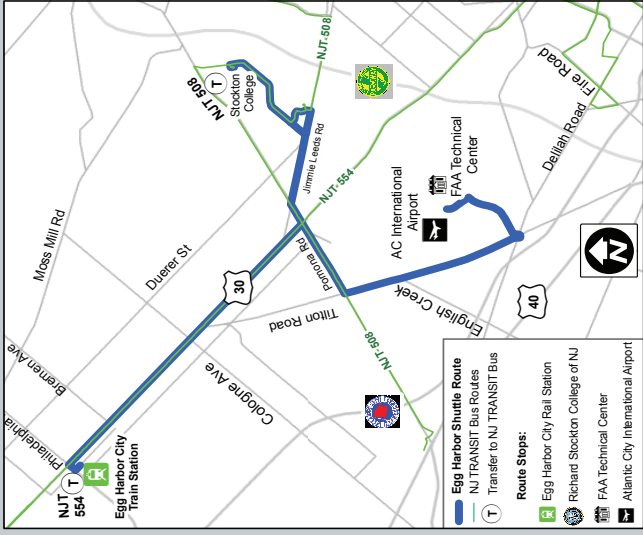 Moss Mill Rd
Bremen Ave
Philadelphia
Duerer St
Cologne Ave
NJT
554
T
Egg Harbor City
Train Station
30
NJT 508
T
Stockton
College
NJT-508
Jimmie Leeds Rd
NJT-554
Pomona Rd
Tilton Road
NJT-508
English Creek
AC International
Airport
FAA Technical
Center
Delilah Road
Fire Road
40
N
Egg Harbor Shuttle Route
NJ TRANSIT Bus Routes
T Transfer to NJ TRANSIT Bus
Route Stops:
Egg Harbor City Rail Station
Richard Stockton College of NJ
FAA Technical Center
Atlantic City International Airport